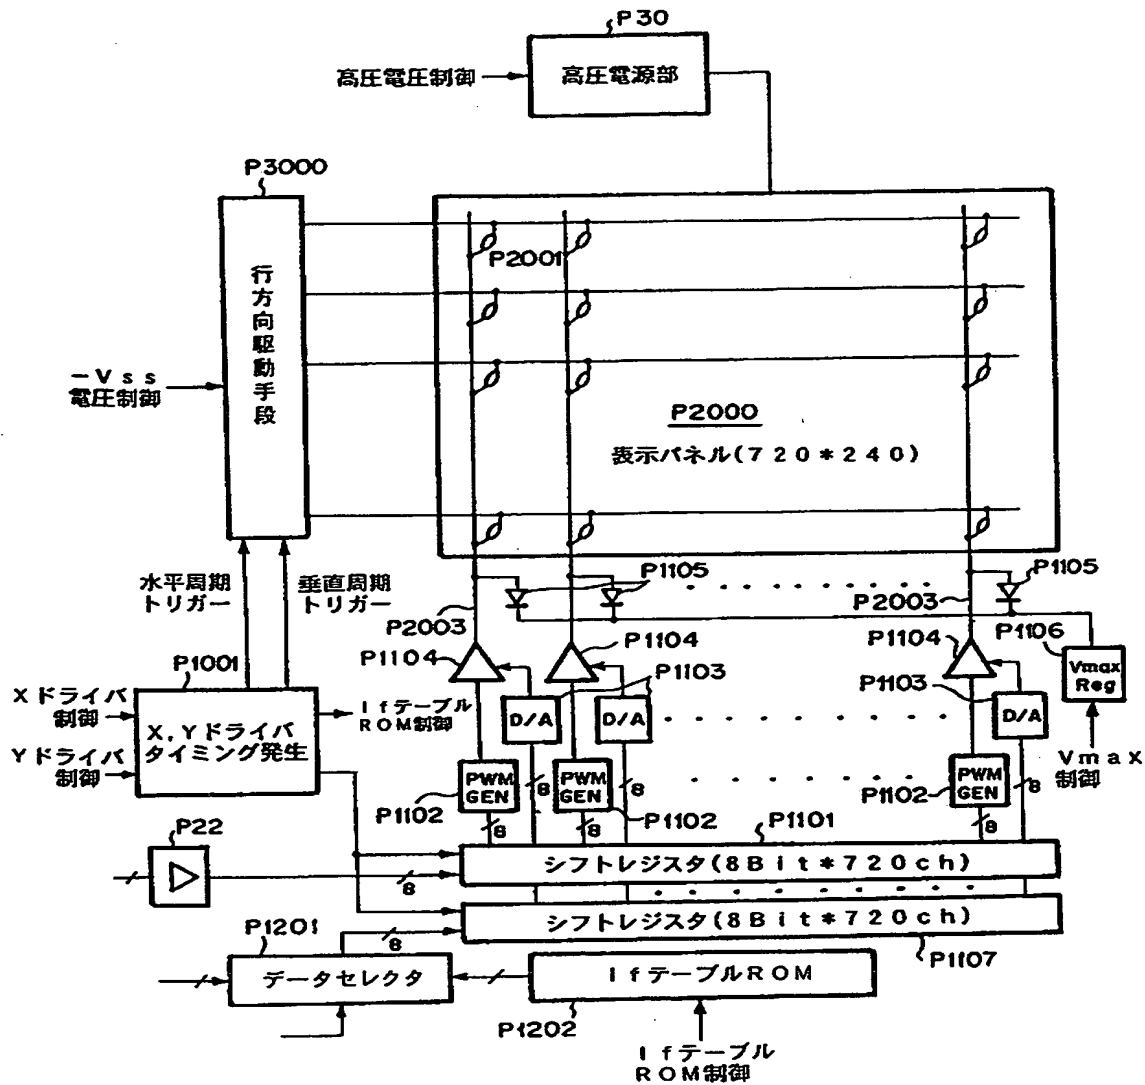 P30
高圧電圧制御
高圧電源部
P3000
行方向駆動手段
－Ｖｓｓ
電圧制御
P2001
P2000
表示パネル(７２０＊２４０)
水平周期
トリガー
垂直周期
トリガー
P1105
P1105
P2003
P2003
P1104
P1104
P1104
P1106
Vmax
Reg
P1103
P1103
P1001
Ｘドライバ
制御
Ｙドライバ
制御
Ｘ，Ｙドライバ
タイミング発生
Ｉｆテーブル
ＲＯＭ制御
D/A
D/A
D/A
Ｖｍａｘ
制御
PWM
GEN
PWM
GEN
PWM
GEN
8
8
8
P1102
P1102
P1102
8
8
8
P1101
シフトレジスタ(８Ｂｉｔ＊７２０ｃｈ)
P22
8
シフトレジスタ(８Ｂｉｔ＊７２０ｃｈ)
P1107
P1201
8
データセレクタ
ＩｆテーブルＲＯＭ
P1202
Ｉｆテーブル
ＲＯＭ制御